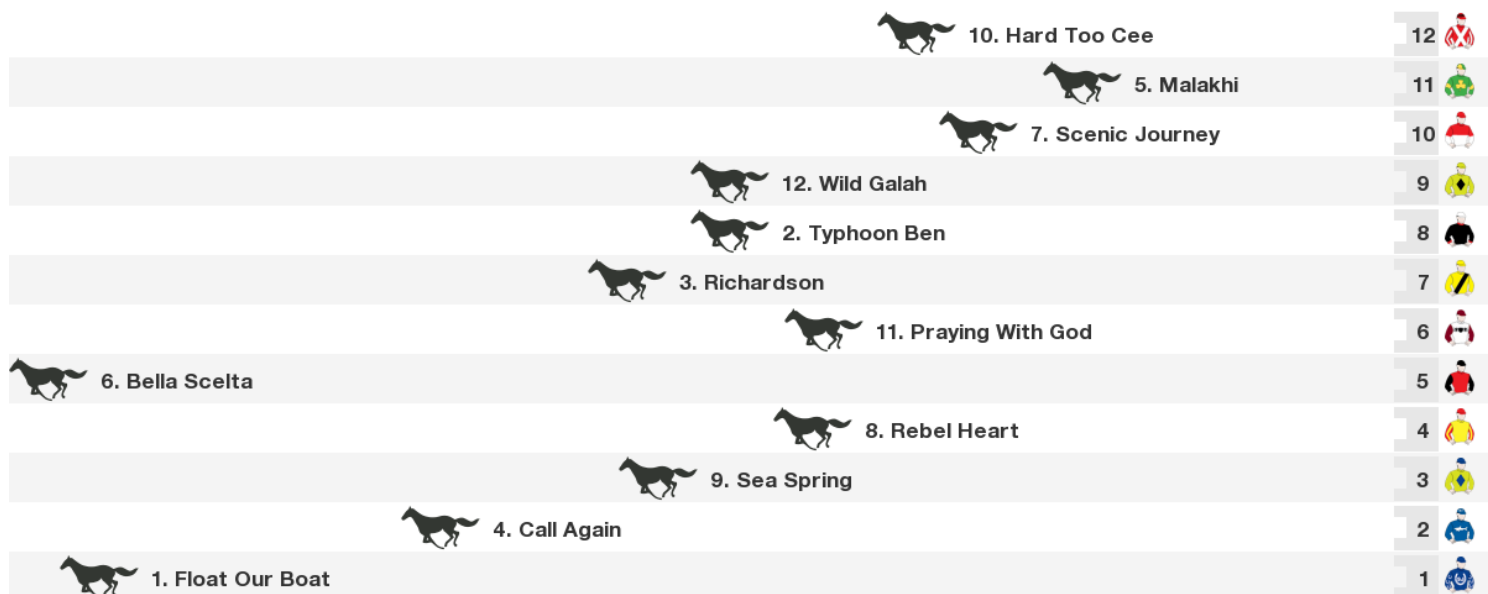 10. Hard Too Cee 12
5. Malakhi 11
7. Scenic Journey 10
12. Wild Galah 9
2. Typhoon Ben 8
3. Richardson 7
11. Praying With God 6
6. Bella Scelta 5
8. Rebel Heart 4
9. Sea Spring 3
4. Call Again 2
1. Float Our Boat 1